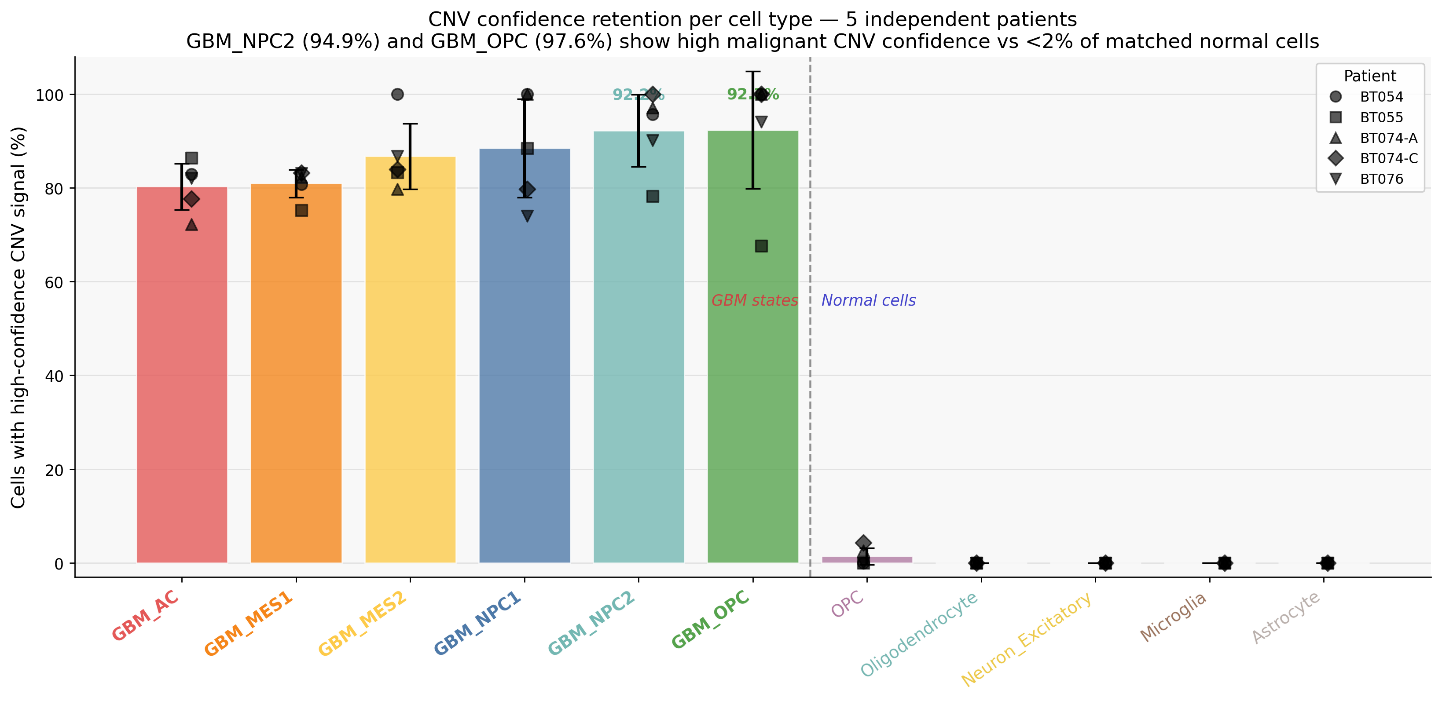 CNV confidence retention per cell type — 5 independent patients
GBM_NPC2 (94.9%) and GBM_OPC (97.6%) show high malignant CNV confidence vs <2% of matched normal cells
Cells with high-confidence CNV signal (%)
100
80
60
40
20
0
Patient
BT054
BT055
BT074-A
BT074-C
BT076
GBM states
Normal cells
GBM_AC
GBM_MES1
GBM_MES2
GBM_NPC1
GBM_NPC2
GBM_OPC
OPC
Oligodendrocyte
Neuron_Excitatory
Microglia
Astrocyte